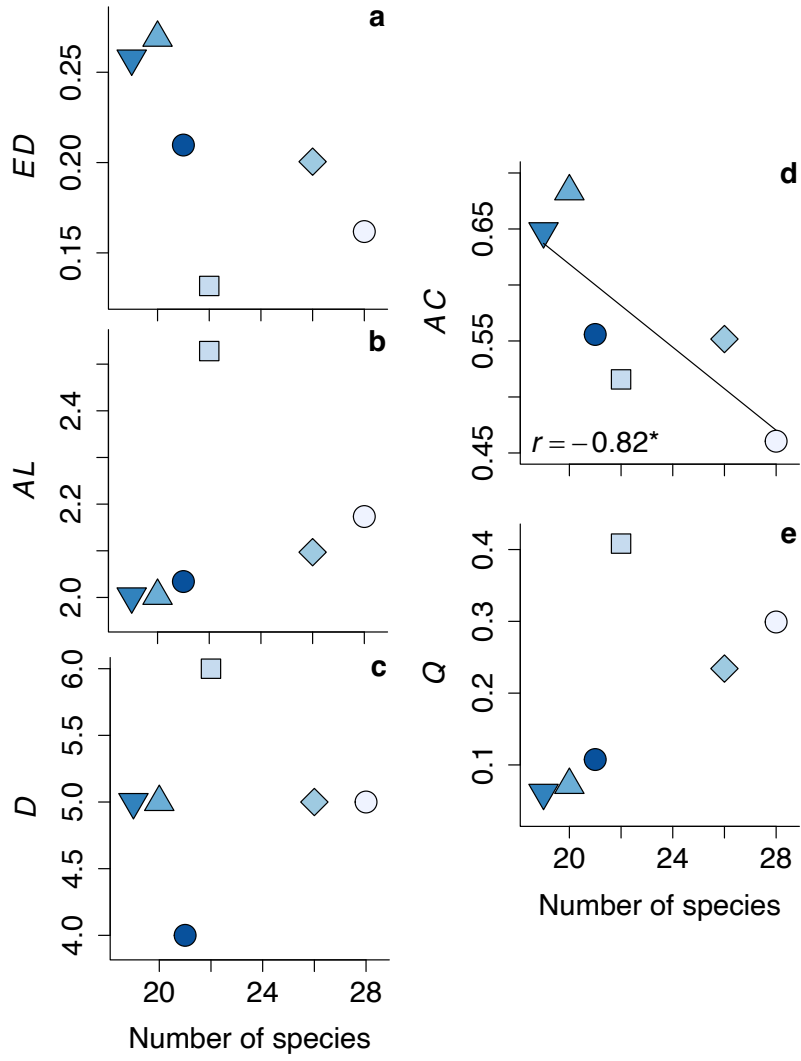 a
ED
0.25
0.20
0.15
b
AL
2.4
2.2
2.0
c
D
6.0
5.5
5.0
4.5
4.0
20 24 28
Number of species
d
AC
0.65
0.55
0.45
r = −0.82*
e
Q
0.4
0.3
0.2
0.1
20 24 28
Number of species